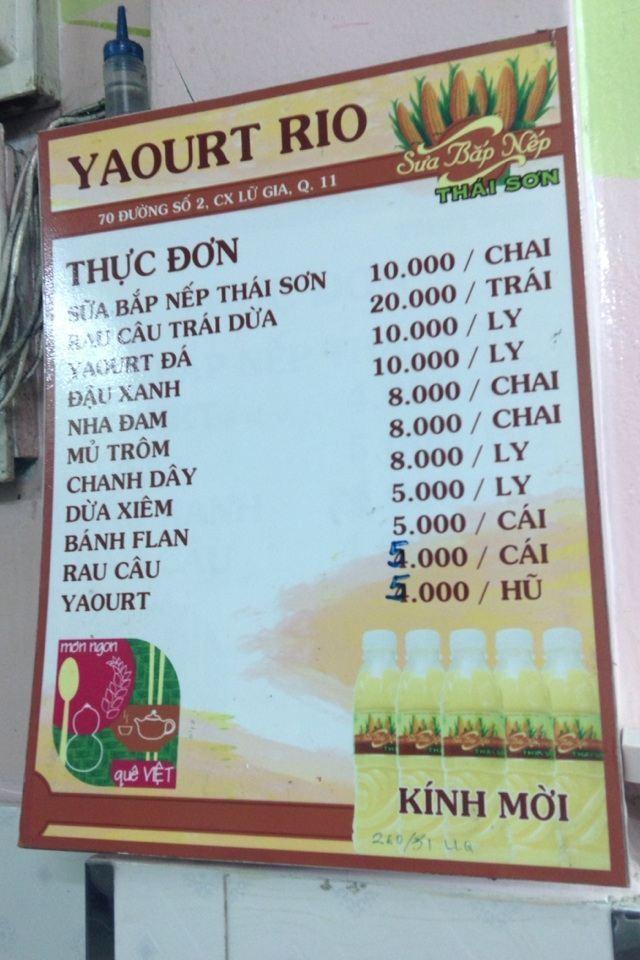 YAOURT RIO
Sữa Bắp Nếp
THÁI SƠN
70 ĐƯỜNG SỐ 2, CX LỮ GIA, Q. 11
THỰC ĐƠN
SỮA BẮP NẾP THÁI SƠN 10.000 / CHAI
RAU CÂU TRÁI DỪA 20.000 / TRÁI
YAOURT ĐÁ 10.000 / LY
ĐẬU XANH 10.000 / LY
NHA ĐAM 8.000 / CHAI
MỦ TRÔM 8.000 / CHAI
CHANH DÂY 8.000 / LY
DỪA XIÊM 5.000 / LY
BÁNH FLAN 5.000 / CÁI
RAU CÂU 5.000 / CÁI
YAOURT 5.000 / HŨ
món ngon
quê VIỆT
KÍNH MỜI